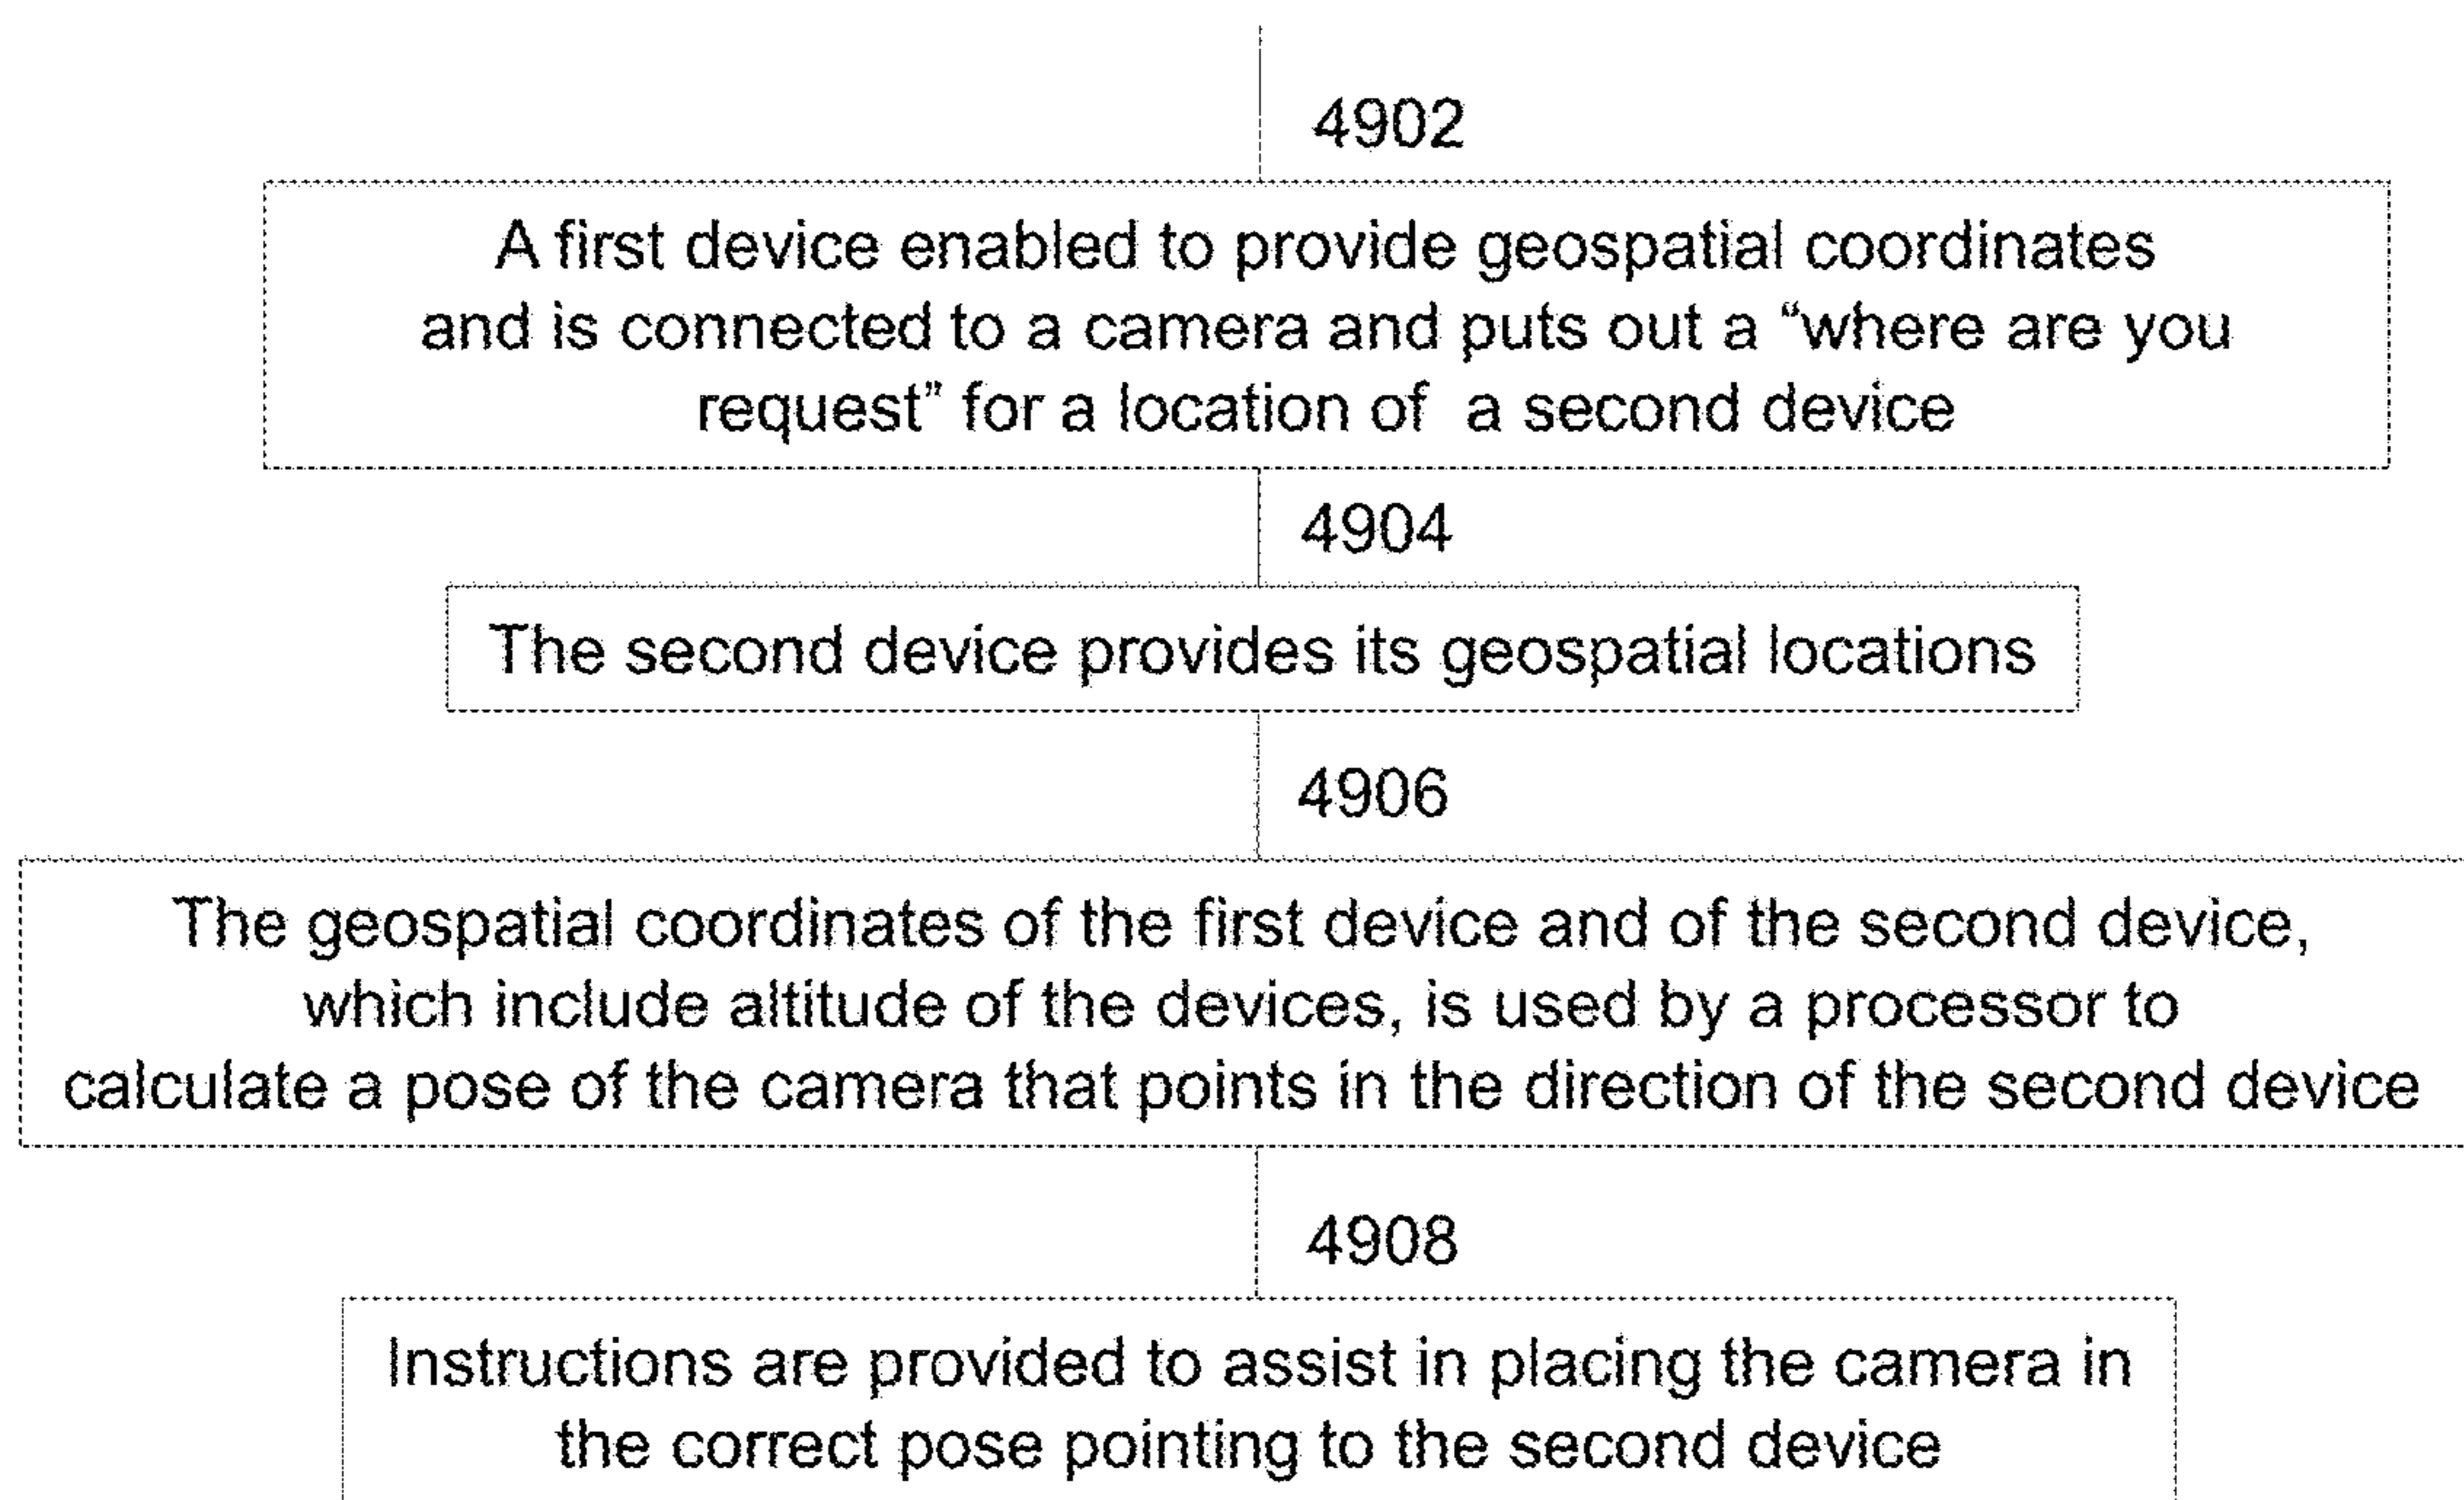 4902
A first device enabled to provide geospatial coordinates
and is connected to a camera and puts out a “where are you
request” for a location of a second device
4904
The second device provides its geospatial locations
4906
The geospatial coordinates of the first device and of the second device,
which include altitude of the devices, is used by a processor to
calculate a pose of the camera that points in the direction of the second device
4908
Instructions are provided to assist in placing the camera in
the correct pose pointing to the second device